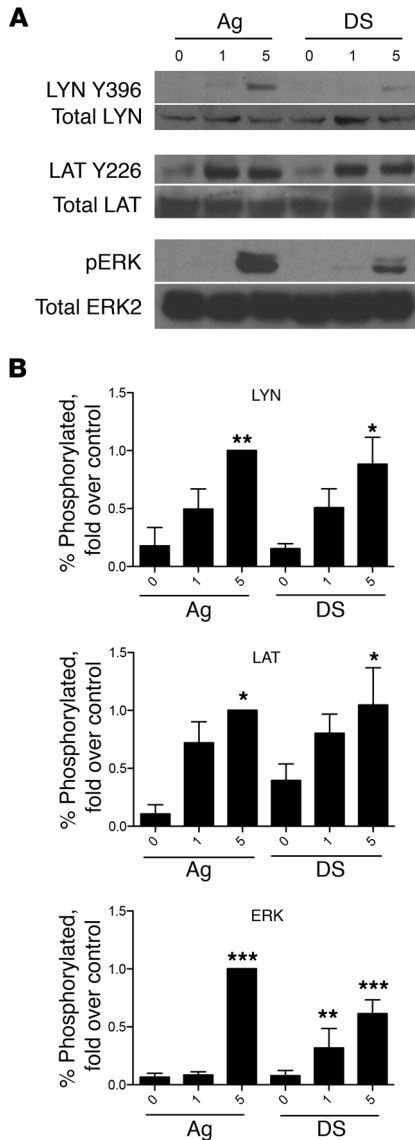 A
Ag DS
0 1 5 0 1 5
LYN Y396
Total LYN
LAT Y226
Total LAT
pERK
Total ERK2
B
LYN
% Phosphorylated,
fold over control
1.5
1.0
0.5
0.0
** *
0 1 5 0 1 5
Ag DS
LAT
% Phosphorylated,
fold over control
1.5
1.0
0.5
0.0
* *
0 1 5 0 1 5
Ag DS
ERK
% Phosphorylated,
fold over control
1.5
1.0
0.5
0.0
*** ** ***
0 1 5 0 1 5
Ag DS